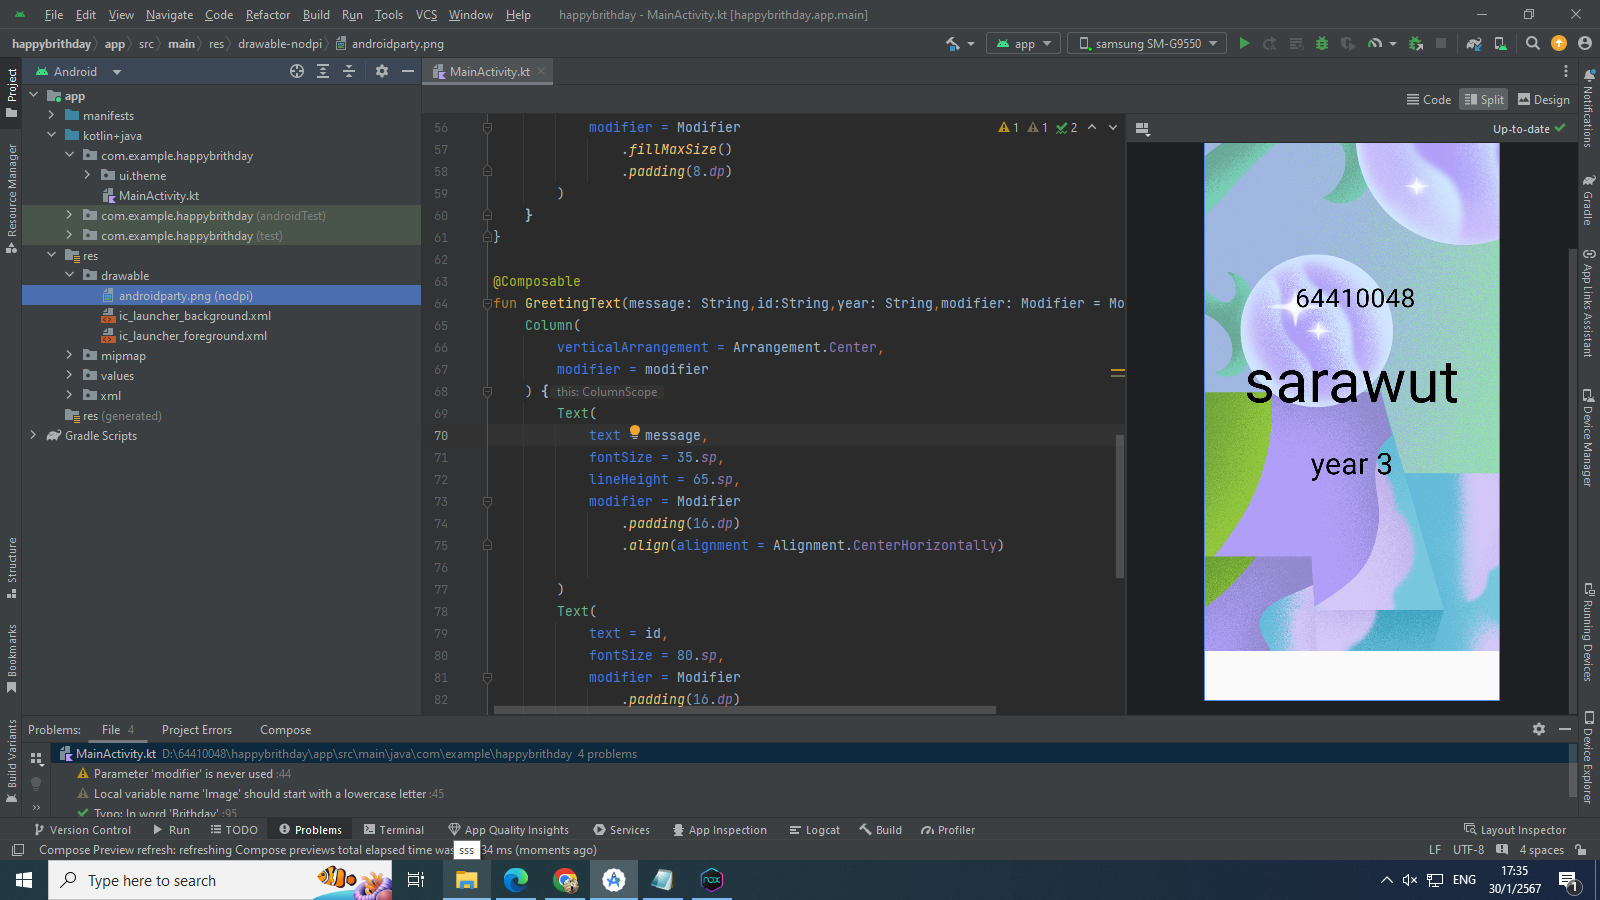 File Edit View Navigate Code Refactor Build Run Tools VCS Window Help happybrithday - MainActivity.kt [happybrithday.app.main]
happybrithday app src main res drawable-nodpi androidparty.png
app samsung SM-G9550
Android
MainActivity.kt
Code Split Design
Up-to-date
Project
Resource Manager
Structure
Bookmarks
Build Variants
app
manifests
kotlin+java
com.example.happybrithday
ui.theme
MainActivity.kt
com.example.happybrithday (androidTest)
com.example.happybrithday (test)
res
drawable
androidparty.png (nodpi)
ic_launcher_background.xml
ic_launcher_foreground.xml
mipmap
values
xml
res (generated)
Gradle Scripts
1 1 2
56 modifier = Modifier
57 .fillMaxSize()
58 .padding(8.dp)
59 )
60 }
61 }
62
63 @Composable
64 fun GreetingText(message: String,id:String,year: String,modifier: Modifier = Mo
65 Column(
66 verticalArrangement = Arrangement.Center,
67 modifier = modifier
68 ) { this: ColumnScope
69 Text(
70 text message,
71 fontSize = 35.sp,
72 lineHeight = 65.sp,
73 modifier = Modifier
74 .padding(16.dp)
75 .align(alignment = Alignment.CenterHorizontally)
76
77 )
78 Text(
79 text = id,
80 fontSize = 80.sp,
81 modifier = Modifier
82 .padding(16.dp)
64410048
sarawut
year 3
Notifications
Gradle
App Links Assistant
Device Manager
Running Devices
Device Explorer
Problems: File 4 Project Errors Compose
MainActivity.kt D:\64410048\happybrithday\app\src\main\java\com\example\happybrithday 4 problems
Parameter 'modifier' is never used :44
Local variable name 'Image' should start with a lowercase letter :45
Typo: In word 'Brithday' :95
Version Control Run TODO Problems Terminal App Quality Insights Services App Inspection Logcat Build Profiler Layout Inspector
Compose Preview refresh: refreshing Compose previews total elapsed time was sss 34 ms (moments ago) LF UTF-8 4 spaces
Type here to search nox ENG 17:35
30/1/2567 1